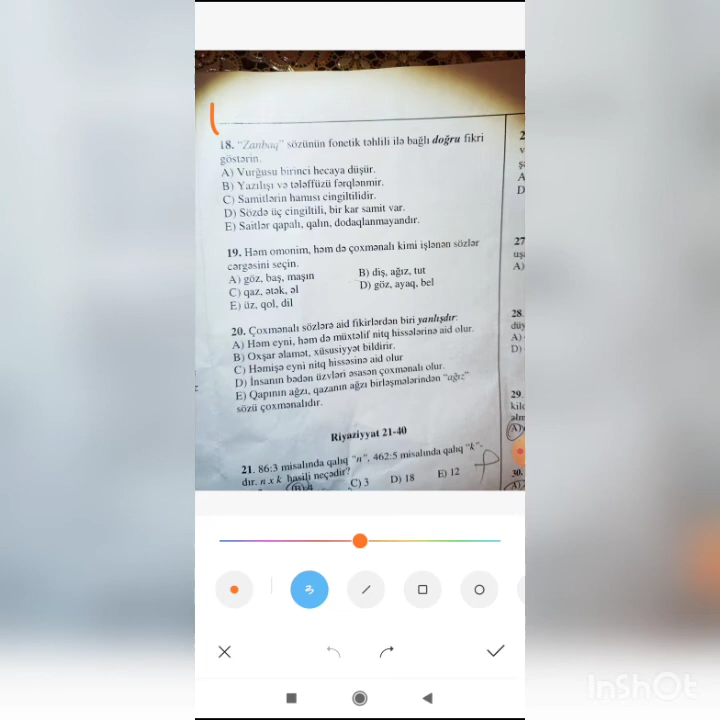 18. "Zanbaq" sözünün fonetik təhlili ilə bağlı doğru fikri
göstərin.
A) Vurğusu birinci hecaya düşür.
B) Yazılışı və tələffüzü fərqlənmir.
C) Samitlərin hamısı cingiltilidir.
D) Sözdə üç cingiltili, bir kar samit var.
E) Saitlər qapalı, qalın, dodaqlanmayandır.
19. Həm omonim, həm də çoxmənalı kimi işlənən sözlər
cərgəsini seçin.
A) göz, baş, maşın
B) diş, ağız, tut
C) qaz, ətək, əl
D) göz, ayaq, bel
E) üz, qol, dil
20. Çoxmənalı sözlərə aid fikirlərdən biri yanlışdır:
A) Həm eyni, həm də müxtəlif nitq hissələrinə aid olur.
B) Oxşar əlamət, xüsusiyyət bildirir.
C) Həmişə eyni nitq hissəsinə aid olur
D) İnsanın bədən üzvləri əsasən çoxmənalı olur.
E) Qapının ağzı, qazanın ağzı birləşmələrindən "ağız"
sözü çoxmənalıdır.
Riyaziyyat 21-40
21. 86:3 misalında qalıq "n", 462:5 misalında qalıq "k"-
dır. n x k hasili neçədir?
B) 4 C) 3 D) 18 E) 12
2
A
D
27
A)
28.
A)
D)
29.
A)
30.
A)
InShOt